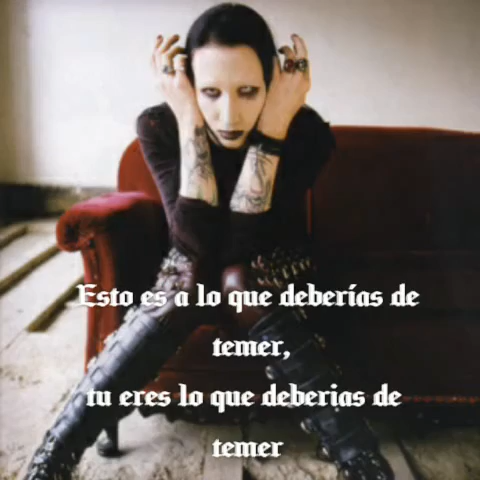 Esto es a lo que deberías de
temer,
tu eres lo que deberias de
temer